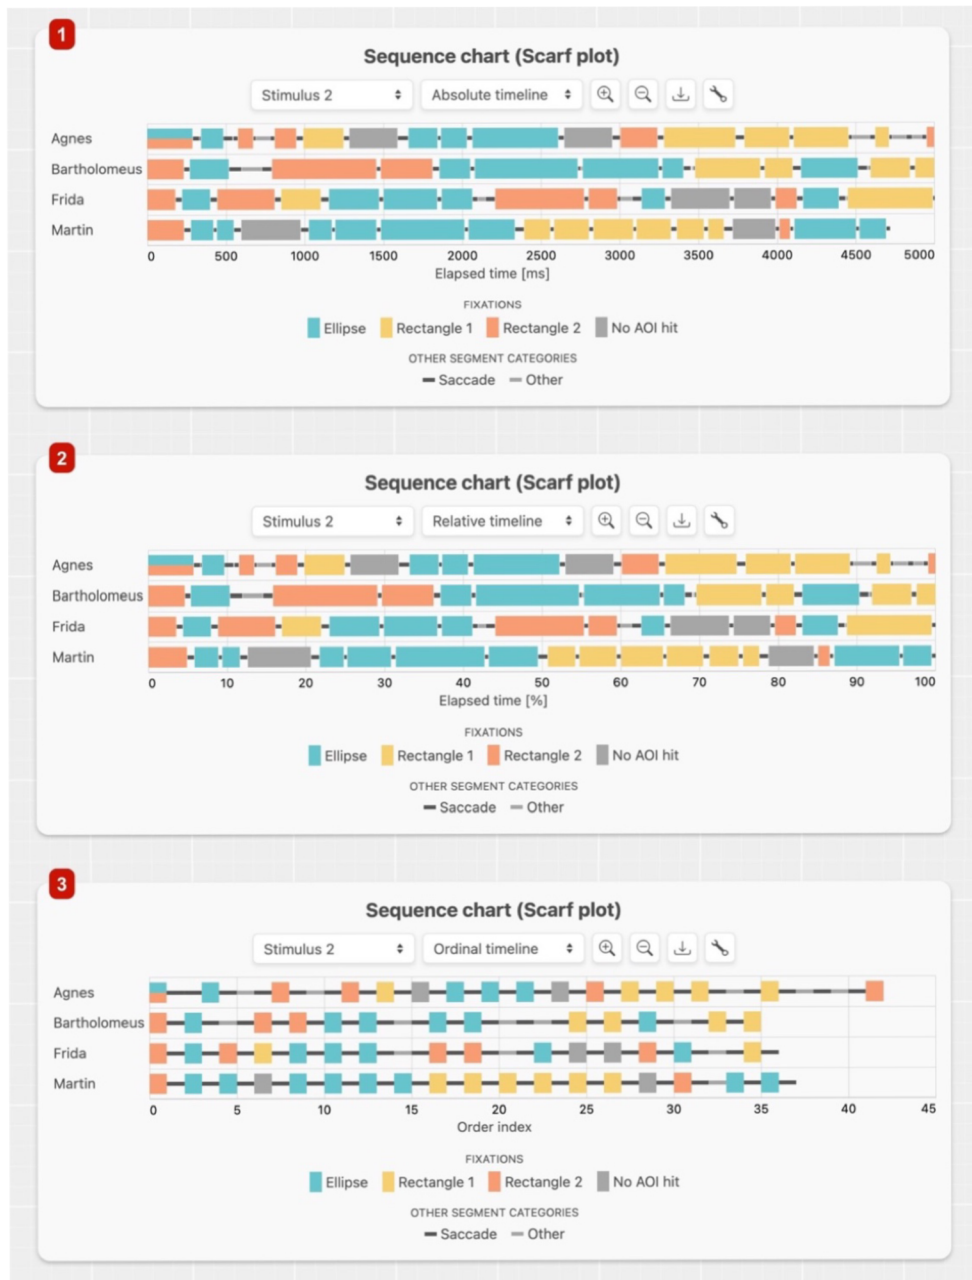 1
Sequence chart (Scarf plot)
Stimulus 2 Absolute timeline
Agnes
Bartholomeus
Frida
Martin
0 500 1000 1500 2000 2500 3000 3500 4000 4500 5000
Elapsed time [ms]
FIXATIONS
Ellipse Rectangle 1 Rectangle 2 No AOI hit
OTHER SEGMENT CATEGORIES
Saccade Other
2
Sequence chart (Scarf plot)
Stimulus 2 Relative timeline
Agnes
Bartholomeus
Frida
Martin
0 10 20 30 40 50 60 70 80 90 100
Elapsed time [%]
FIXATIONS
Ellipse Rectangle 1 Rectangle 2 No AOI hit
OTHER SEGMENT CATEGORIES
Saccade Other
3
Sequence chart (Scarf plot)
Stimulus 2 Ordinal timeline
Agnes
Bartholomeus
Frida
Martin
0 5 10 15 20 25 30 35 40 45
Order index
FIXATIONS
Ellipse Rectangle 1 Rectangle 2 No AOI hit
OTHER SEGMENT CATEGORIES
Saccade Other